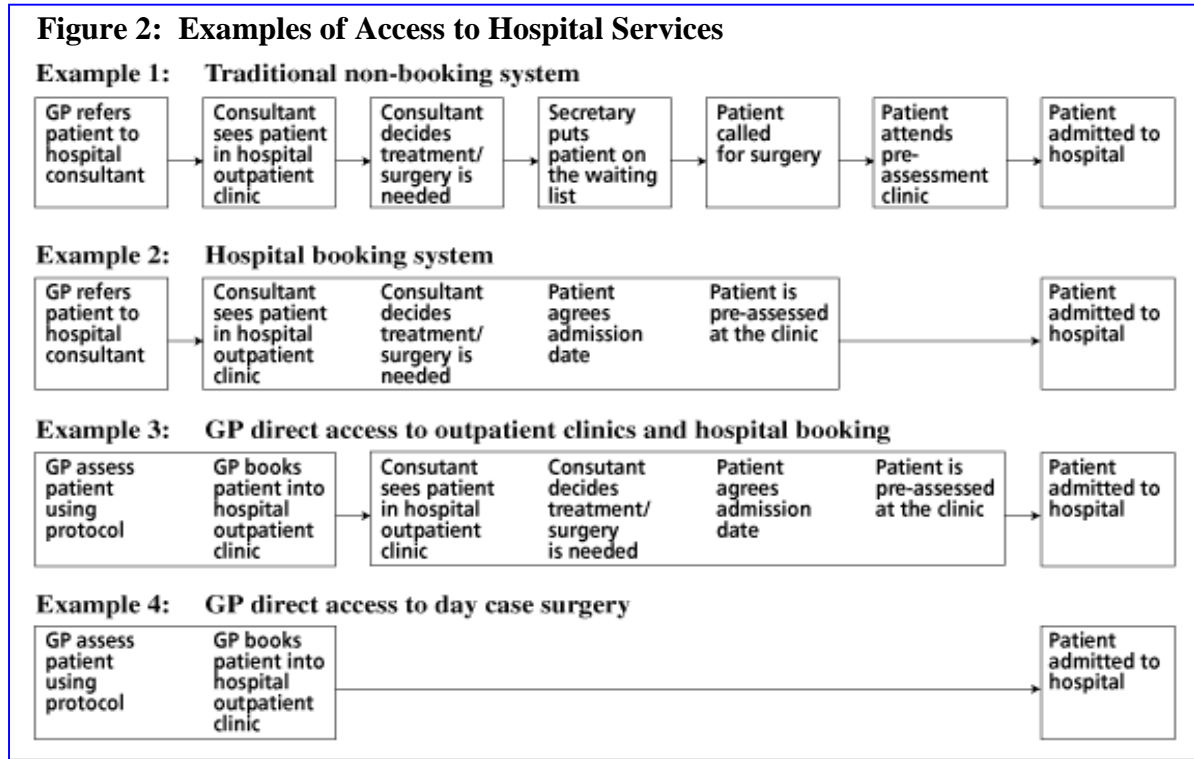 Figure 2: Examples of Access to Hospital Services
Example 1: Traditional non-booking system
GP refers
patient to
hospital
consultant
Consultant
sees patient
in hospital
outpatient
clinic
Consultant
decides
treatment/
surgery is
needed
Secretary
puts
patient on
the waiting
list
Patient
called
for surgery
Patient
attends
pre-
assessment
clinic
Patient
admitted to
hospital
Example 2: Hospital booking system
GP refers
patient to
hospital
consultant
Consultant
sees patient
in hospital
outpatient
clinic
Consultant
decides
treatment/
surgery is
needed
Patient
agrees
admission
date
Patient is
pre-assessed
at the clinic
Patient
admitted to
hospital
Example 3: GP direct access to outpatient clinics and hospital booking
GP assess
patient
using
protocol
GP books
patient into
hospital
outpatient
clinic
Consutant
sees patient
in hospital
outpatient
clinic
Consutant
decides
treatment/
surgery
is needed
Patient
agrees
admission
date
Patient is
pre-assessed
at the clinic
Patient
admitted to
hospital
Example 4: GP direct access to day case surgery
GP assess
patient
using
protocol
GP books
patient into
hospital
outpatient
clinic
Patient
admitted to
hospital